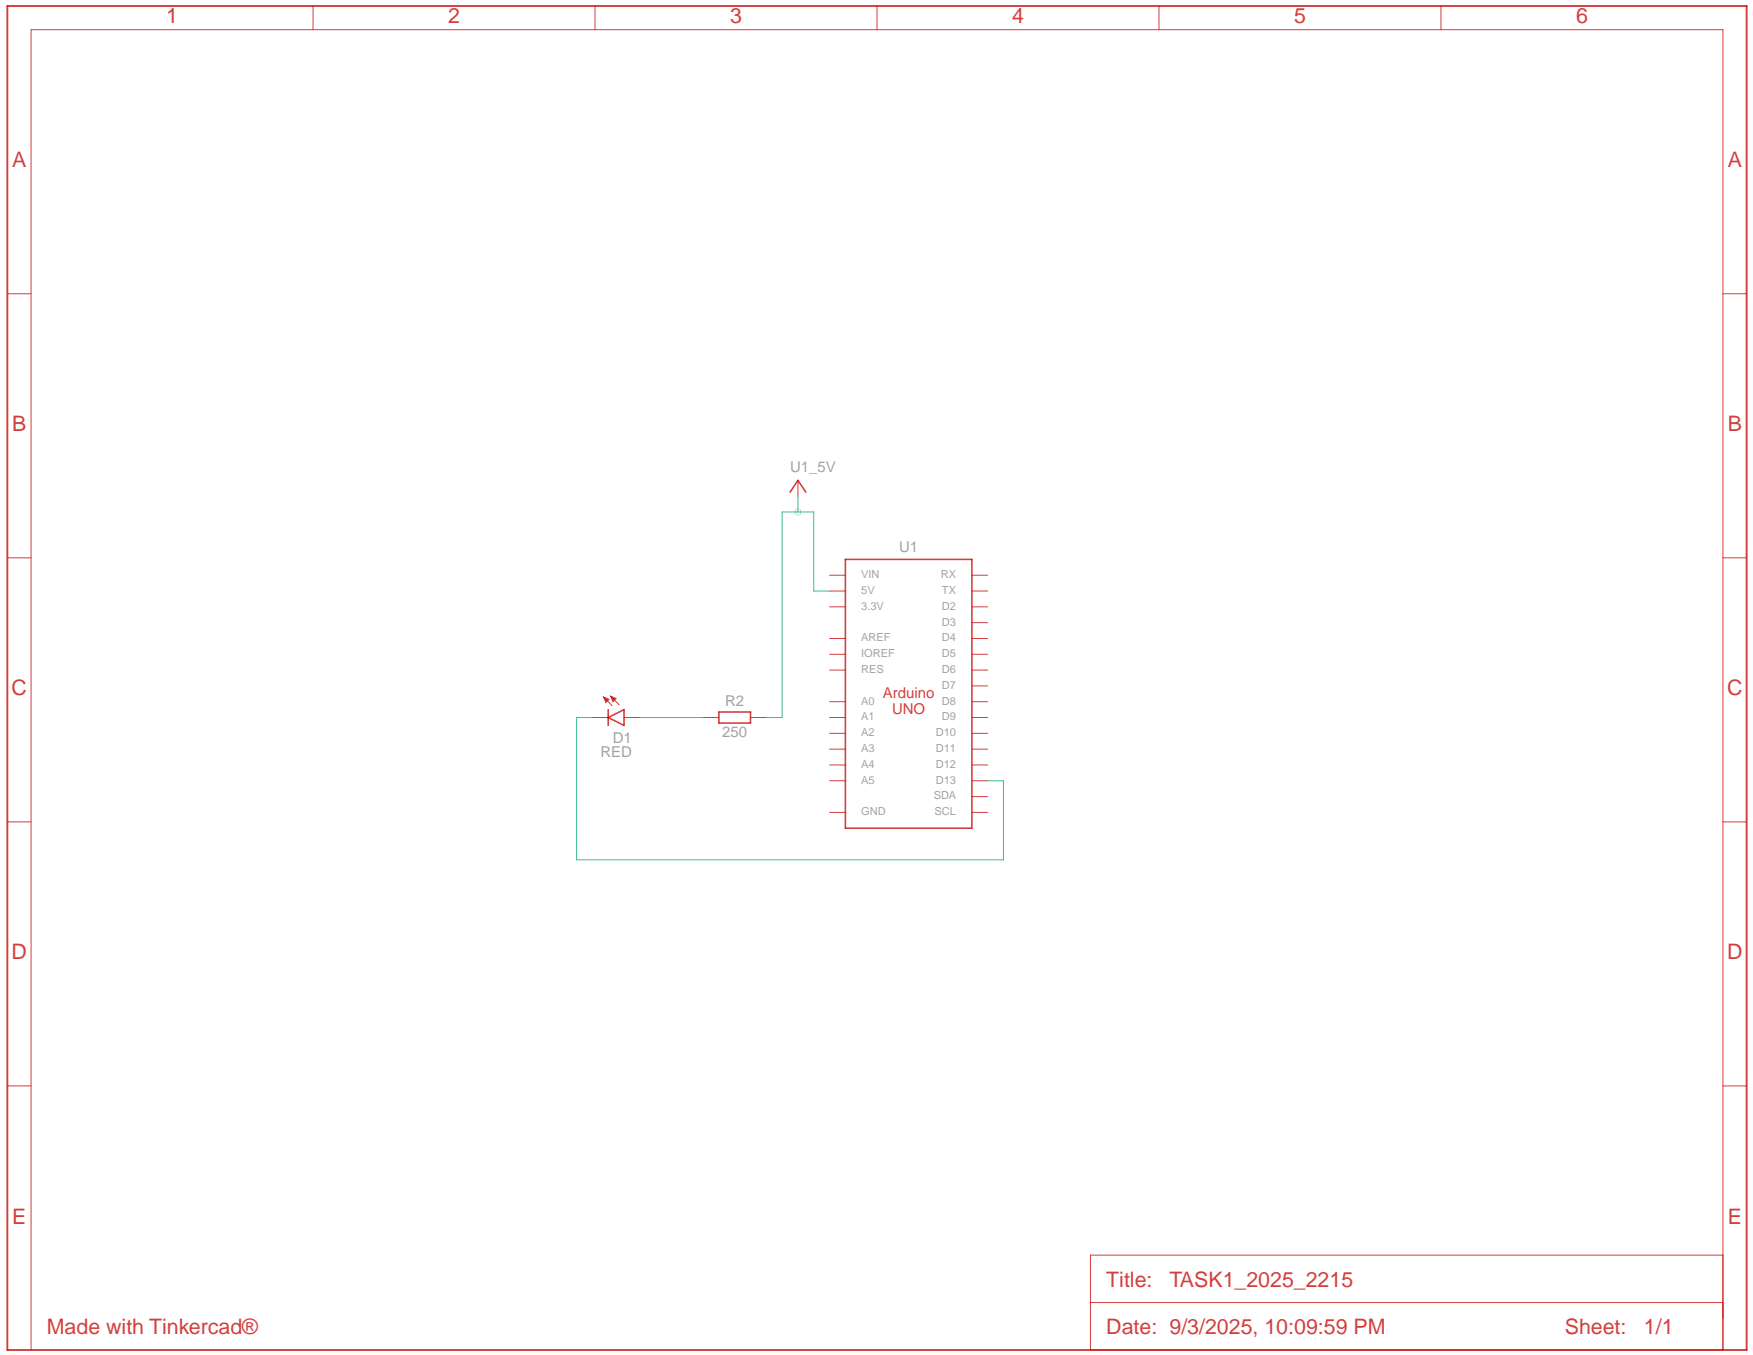 1 2 3 4 5 6
A A
B B
U1_5V
U1
VIN RX
5V TX
3.3V D2
D3
AREF D4
IOREF D5
RES D6
D7
Arduino
UNO
A0 D8
A1 D9
A2 D10
A3 D11
A4 D12
A5 D13
SDA
GND SCL
C C
R2
250
D1
RED
D D
E E
Title: TASK1_2025_2215
Date: 9/3/2025, 10:09:59 PM Sheet: 1/1
Made with Tinkercad®